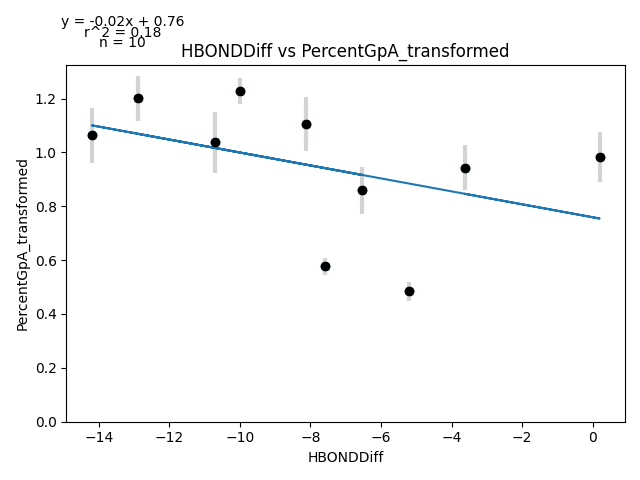 y = -0.02x + 0.76
r^2 = 0.18
n = 10
HBONDDiff vs PercentGpA_transformed
PercentGpA_transformed
1.2
1.0
0.8
0.6
0.4
0.2
0.0
−14
−12
−10
−8
−6
−4
−2
0
HBONDDiff